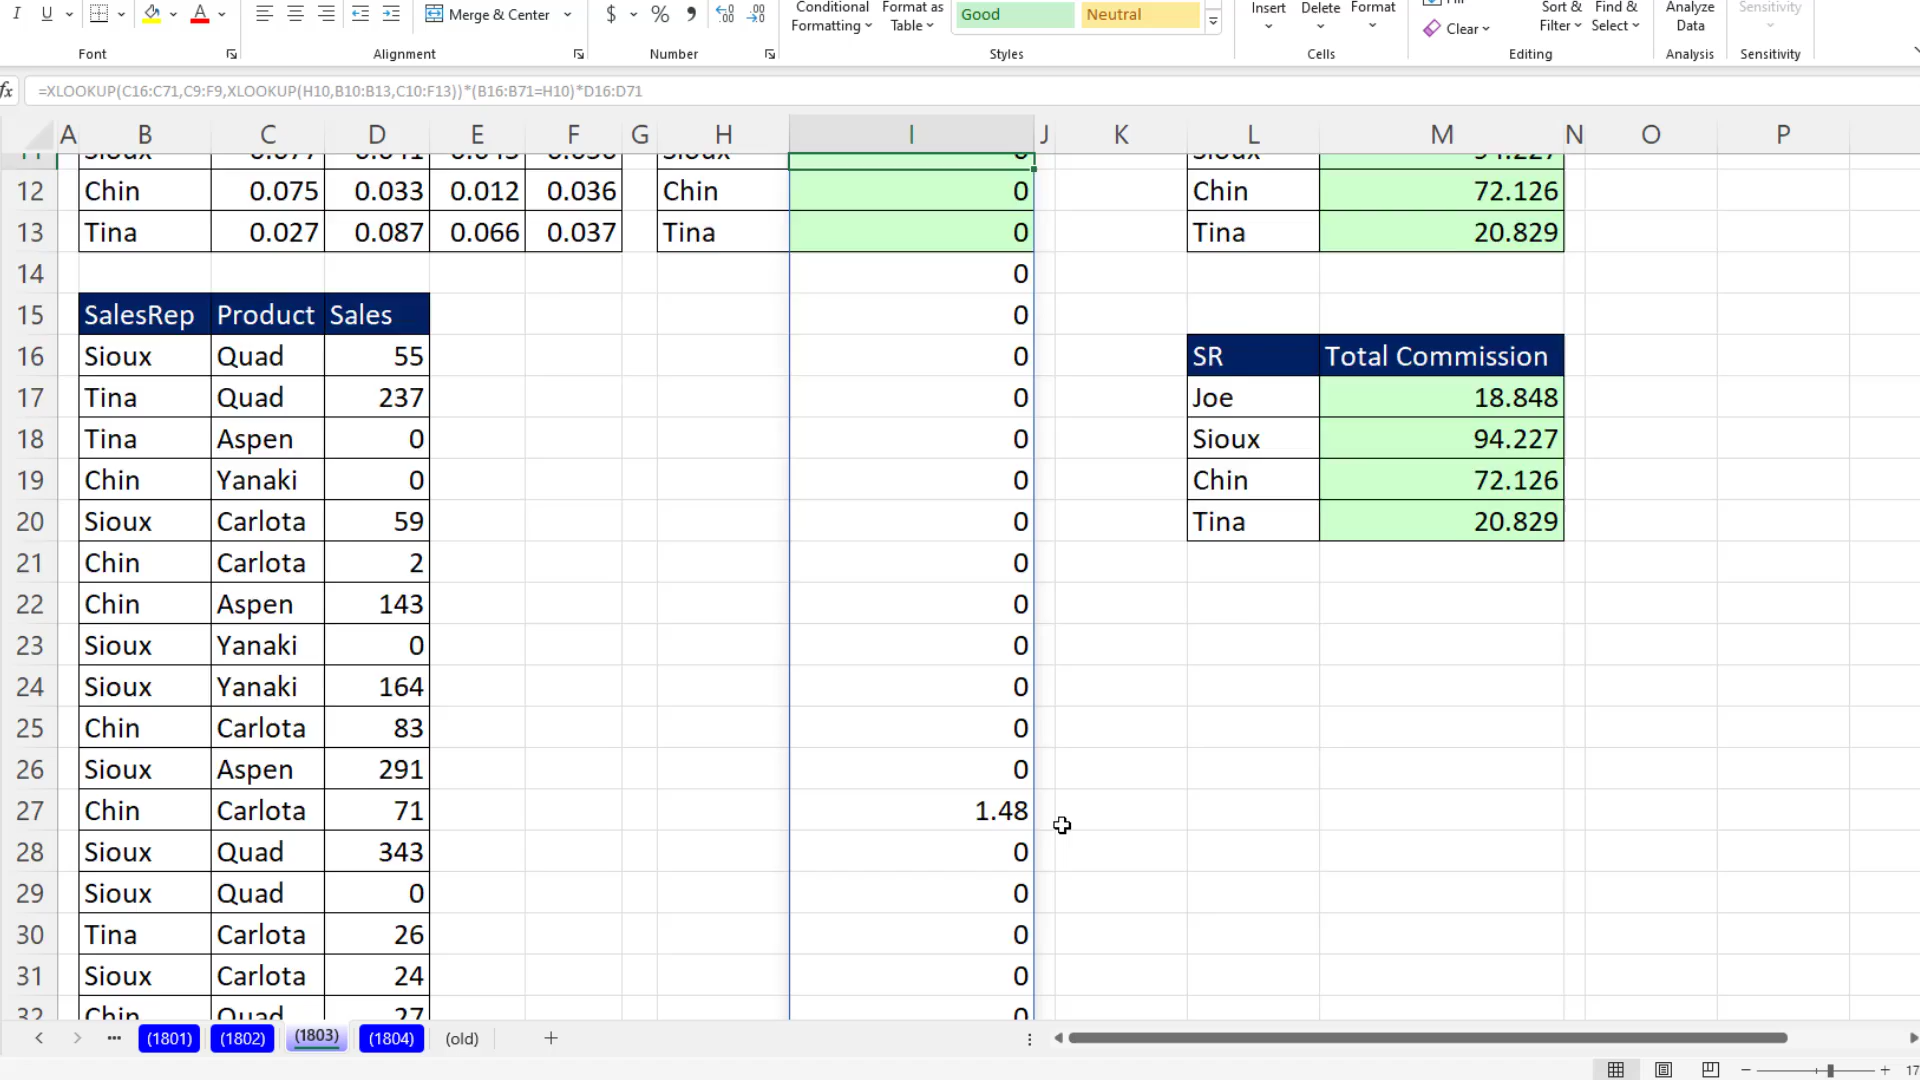 I U A $ % Merge & Center Conditional Formatting Format as Table Good Neutral Insert Delete Format Clear Sort & Filter Find & Select Analyze Data Sensitivity
Font Alignment Number Styles Cells Editing Analysis Sensitivity
fx =XLOOKUP(C16:C71,C9:F9,XLOOKUP(H10,B10:B13,C10:F13))*(B16:B71=H10)*D16:D71
A B C D E F G H I J K L M N O P
12 Chin 0.075 0.033 0.012 0.036 Chin 0 Chin 72.126
13 Tina 0.027 0.087 0.066 0.037 Tina 0 Tina 20.829
14 0
15 SalesRep Product Sales 0
16 Sioux Quad 55 0 SR Total Commission
17 Tina Quad 237 0 Joe 18.848
18 Tina Aspen 0 0 Sioux 94.227
19 Chin Yanaki 0 0 Chin 72.126
20 Sioux Carlota 59 0 Tina 20.829
21 Chin Carlota 2 0
22 Chin Aspen 143 0
23 Sioux Yanaki 0 0
24 Sioux Yanaki 164 0
25 Chin Carlota 83 0
26 Sioux Aspen 291 0
27 Chin Carlota 71 1.48
28 Sioux Quad 343 0
29 Sioux Quad 0 0
30 Tina Carlota 26 0
31 Sioux Carlota 24 0
32 Chin Quad 27 0
(1801) (1802) (1803) (1804) (old)
17